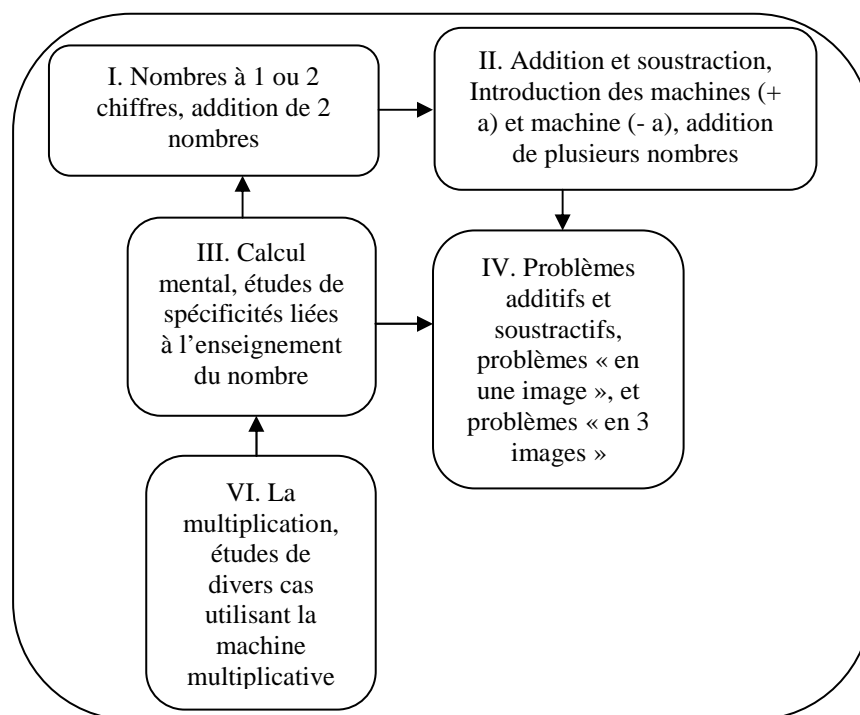 I. Nombres à 1 ou 2
chiffres, addition de 2
nombres
II. Addition et soustraction,
Introduction des machines (+
a) et machine (- a), addition
de plusieurs nombres
III. Calcul
mental, études de
spécificités liées
à l’enseignement
du nombre
IV. Problèmes
additifs et
soustractifs,
problèmes « en
une image », et
problèmes « en 3
images »
VI. La
multiplication,
études de
divers cas
utilisant la
machine
multiplicative